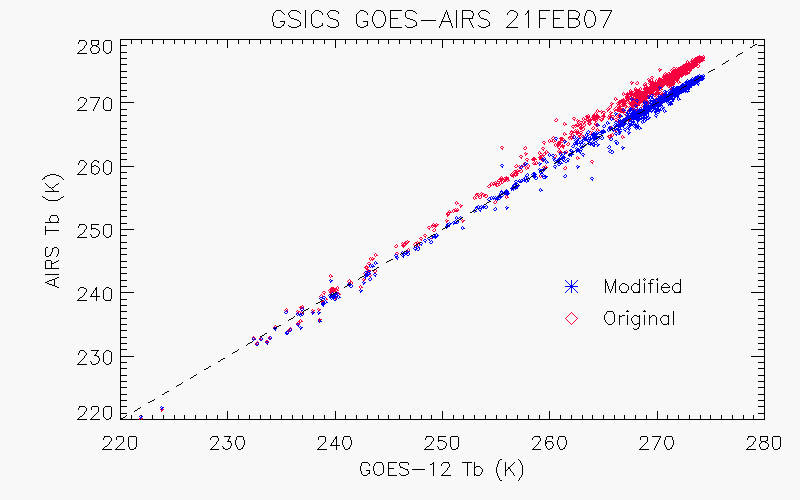 GSICS GOES-AIRS 21FEB07
280
270
260
250
240
230
220
AIRS Tb (K)
Modified
Original
220 230 240 250 260 270 280
GOES-12 Tb (K)